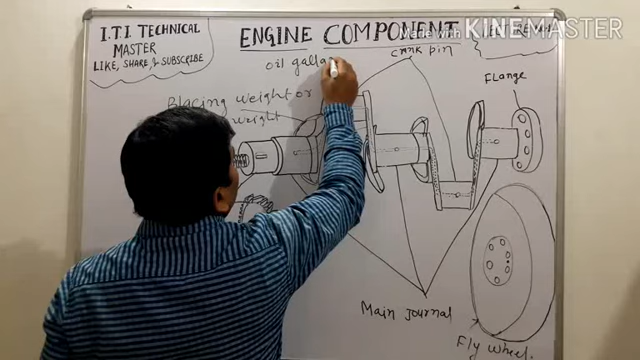 I.T.I TECHNICAL
MASTER
LIKE, SHARE & SUBSCRIBE
ENGINE COMPONENT
Made with KINEMASTER
oil galla
crank pin
Flange
Blacing weight or
weight
Main Journal
Fly wheel.